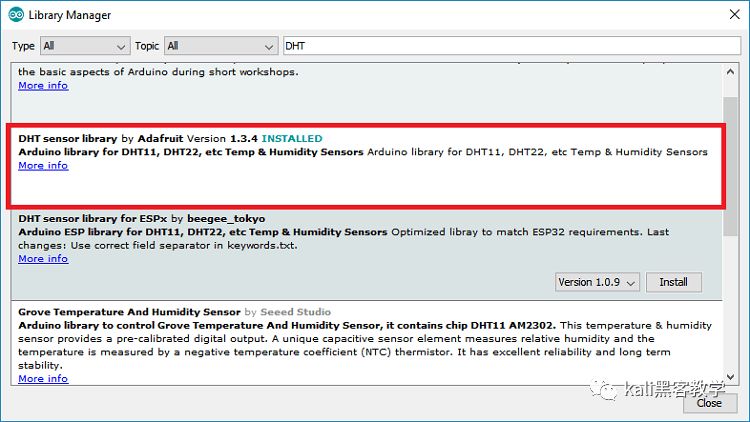 Library Manager
Type All Topic All DHT
the basic aspects of Arduino during short workshops.
More info
DHT sensor library by Adafruit Version 1.3.4 INSTALLED
Arduino library for DHT11, DHT22, etc Temp & Humidity Sensors Arduino library for DHT11, DHT22, etc Temp & Humidity Sensors
More info
DHT sensor library for ESPx by beegee_tokyo
Arduino ESP library for DHT11, DHT22, etc Temp & Humidity Sensors Optimized libray to match ESP32 requirements. Last
changes: Use correct field separator in keywords.txt.
More info
Version 1.0.9 Install
Grove Temperature And Humidity Sensor by Seeed Studio
Arduino library to control Grove Temperature And Humidity Sensor, it contains chip DHT11 AM2302. This temperature & humidity
sensor provides a pre-calibrated digital output. A unique capacitive sensor element measures relative humidity and the
temperature is measured by a negative temperature coefficient (NTC) thermistor. It has excellent reliability and long term
stability.
More info
kali黑客教学
Close